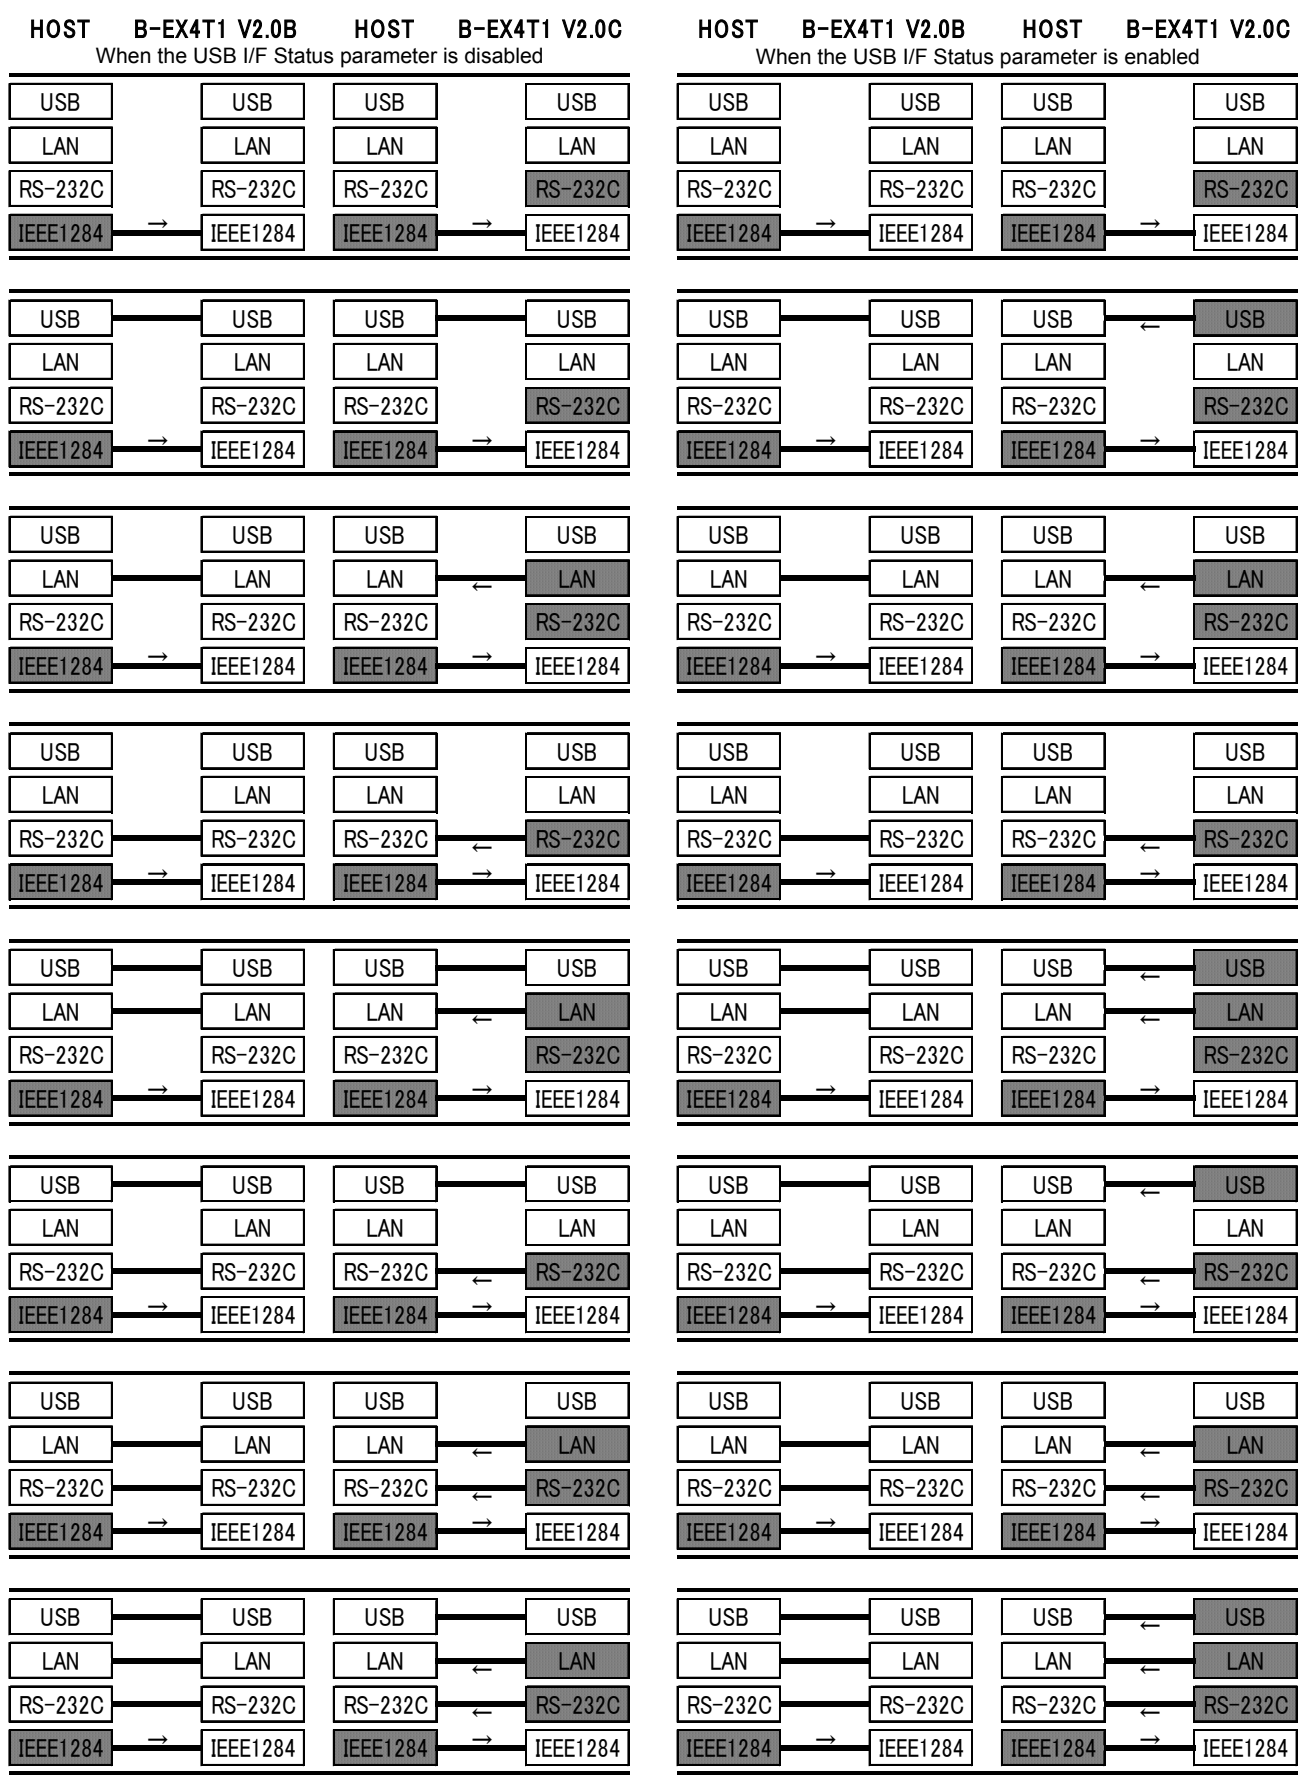 HOST B-EX4T1 V2.0B HOST B-EX4T1 V2.0C HOST B-EX4T1 V2.0B HOST B-EX4T1 V2.0C
When the USB I/F Status parameter is disabled When the USB I/F Status parameter is enabled
USB USB USB USB USB USB USB USB
LAN LAN LAN LAN LAN LAN LAN LAN
RS-232C RS-232C RS-232C RS-232C RS-232C RS-232C RS-232C RS-232C
IEEE1284 → IEEE1284 IEEE1284 → IEEE1284 IEEE1284 → IEEE1284 IEEE1284 → IEEE1284
USB USB USB USB USB USB USB ← USB
LAN LAN LAN LAN LAN LAN LAN LAN
RS-232C RS-232C RS-232C RS-232C RS-232C RS-232C RS-232C RS-232C
IEEE1284 → IEEE1284 IEEE1284 → IEEE1284 IEEE1284 → IEEE1284 IEEE1284 → IEEE1284
USB USB USB USB USB USB USB USB
LAN LAN LAN ← LAN LAN LAN LAN ← LAN
RS-232C RS-232C RS-232C RS-232C RS-232C RS-232C RS-232C RS-232C
IEEE1284 → IEEE1284 IEEE1284 → IEEE1284 IEEE1284 → IEEE1284 IEEE1284 → IEEE1284
USB USB USB USB USB USB USB USB
LAN LAN LAN LAN LAN LAN LAN LAN
RS-232C RS-232C RS-232C ← RS-232C RS-232C RS-232C RS-232C ← RS-232C
IEEE1284 → IEEE1284 IEEE1284 → IEEE1284 IEEE1284 → IEEE1284 IEEE1284 → IEEE1284
USB USB USB USB USB USB USB ← USB
LAN LAN LAN ← LAN LAN LAN LAN ← LAN
RS-232C RS-232C RS-232C RS-232C RS-232C RS-232C RS-232C RS-232C
IEEE1284 → IEEE1284 IEEE1284 → IEEE1284 IEEE1284 → IEEE1284 IEEE1284 → IEEE1284
USB USB USB USB USB USB USB ← USB
LAN LAN LAN LAN LAN LAN LAN LAN
RS-232C RS-232C RS-232C ← RS-232C RS-232C RS-232C RS-232C ← RS-232C
IEEE1284 → IEEE1284 IEEE1284 → IEEE1284 IEEE1284 → IEEE1284 IEEE1284 → IEEE1284
USB USB USB USB USB USB USB USB
LAN LAN LAN ← LAN LAN LAN LAN ← LAN
RS-232C RS-232C RS-232C ← RS-232C RS-232C RS-232C RS-232C ← RS-232C
IEEE1284 → IEEE1284 IEEE1284 → IEEE1284 IEEE1284 → IEEE1284 IEEE1284 → IEEE1284
USB USB USB USB USB USB USB ← USB
LAN LAN LAN ← LAN LAN LAN LAN ← LAN
RS-232C RS-232C RS-232C ← RS-232C RS-232C RS-232C RS-232C ← RS-232C
IEEE1284 → IEEE1284 IEEE1284 → IEEE1284 IEEE1284 → IEEE1284 IEEE1284 → IEEE1284